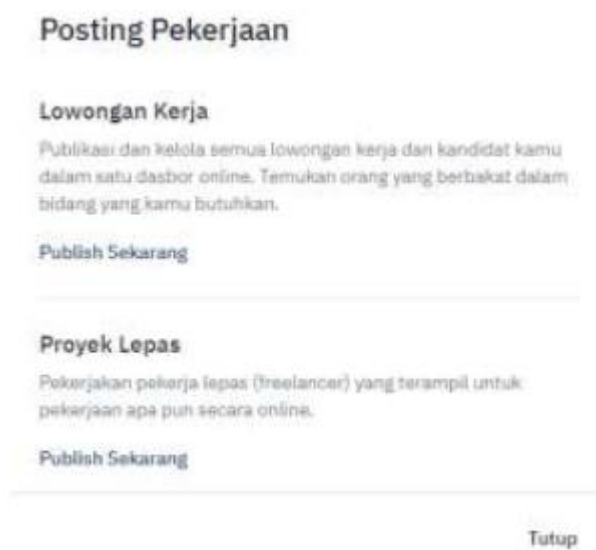 Posting Pekerjaan
Lowongan Kerja
Publikasi dan kelola semua lowongan kerja dan kandidat kamu
dalam satu dasbor online. Temukan orang yang berbakat dalam
bidang yang kamu butuhkan.
Publish Sekarang
Proyek Lepas
Pekerjakan pekerja lepas (freelancer) yang terampil untuk
pekerjaan apa pun secara online.
Publish Sekarang
Tutup